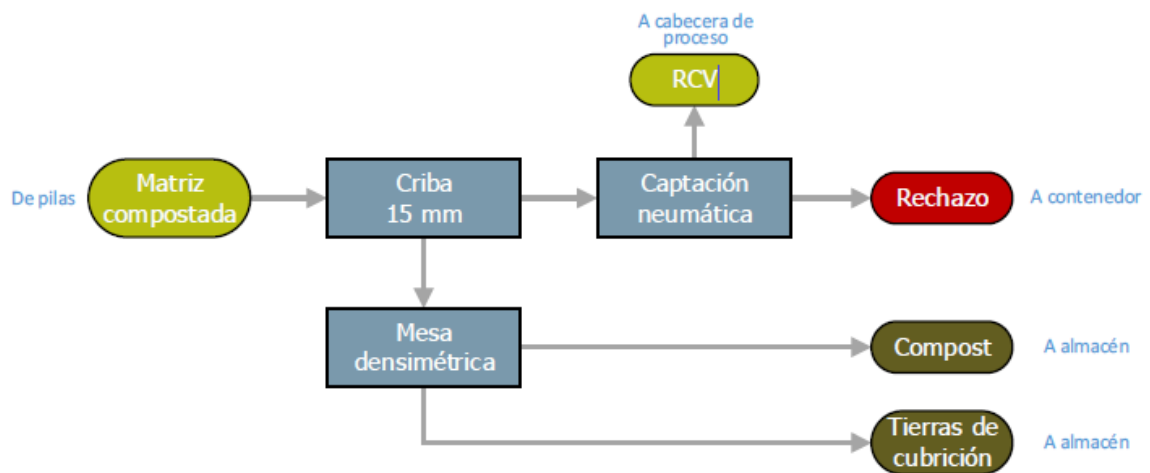 A cabecera de
proceso
RCV
De pilas
Matriz
compostada
Criba
15 mm
Captación
neumática
Rechazo
A contenedor
Mesa
densimétrica
Compost
A almacén
Tierras de
cubrición
A almacén